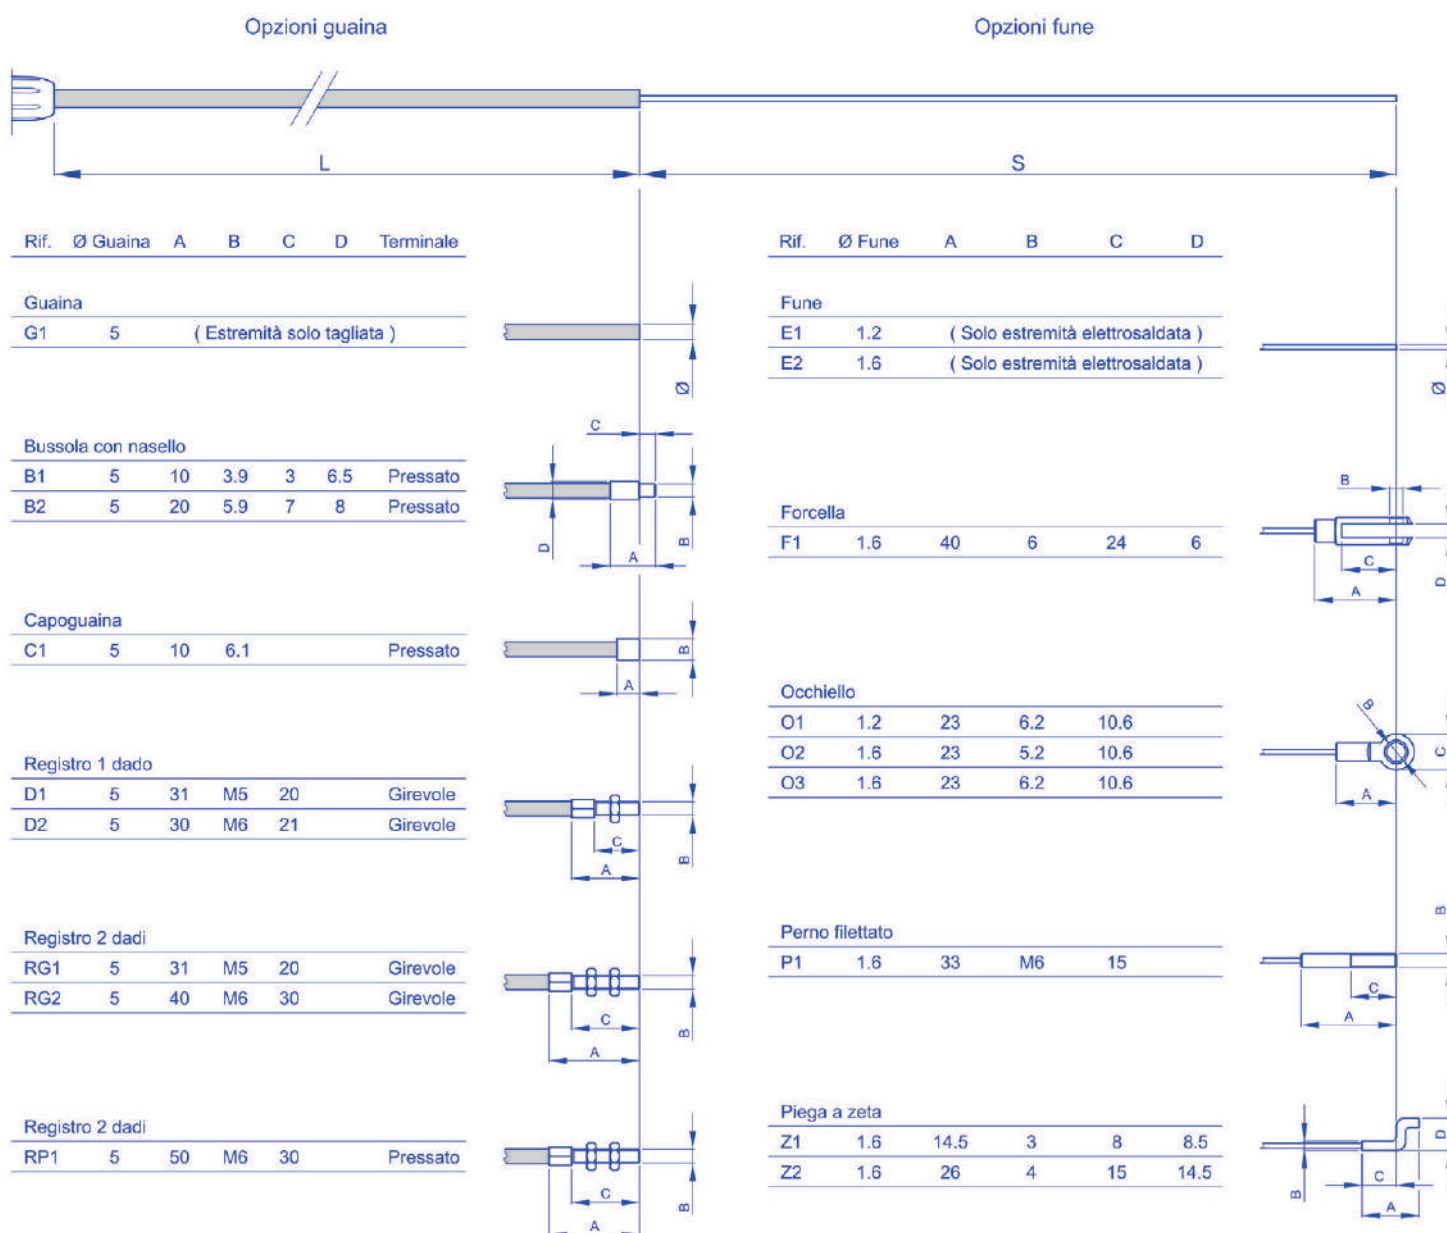 Opzioni guaina
Opzioni fune
L
S
Rif. Ø Guaina A B C D Terminale
Guaina
G1 5 ( Estremità solo tagliata )
Ø
Bussola con nasello
B1 5 10 3.9 3 6.5 Pressato
B2 5 20 5.9 7 8 Pressato
C
D
A
B
Capoguaina
C1 5 10 6.1 Pressato
B
A
Registro 1 dado
D1 5 31 M5 20 Girevole
D2 5 30 M6 21 Girevole
C
A
B
Registro 2 dadi
RG1 5 31 M5 20 Girevole
RG2 5 40 M6 30 Girevole
C
A
B
Registro 2 dadi
RP1 5 50 M6 30 Pressato
C
A
B
Rif. Ø Fune A B C D
Fune
E1 1.2 ( Solo estremità elettrosaldata )
E2 1.6 ( Solo estremità elettrosaldata )
Ø
Forcella
F1 1.6 40 6 24 6
B
C
A
D
Occhiello
O1 1.2 23 6.2 10.6
O2 1.6 23 5.2 10.6
O3 1.6 23 6.2 10.6
B
C
A
Perno filettato
P1 1.6 33 M6 15
B
C
A
Piega a zeta
Z1 1.6 14.5 3 8 8.5
Z2 1.6 26 4 15 14.5
D
B
C
A